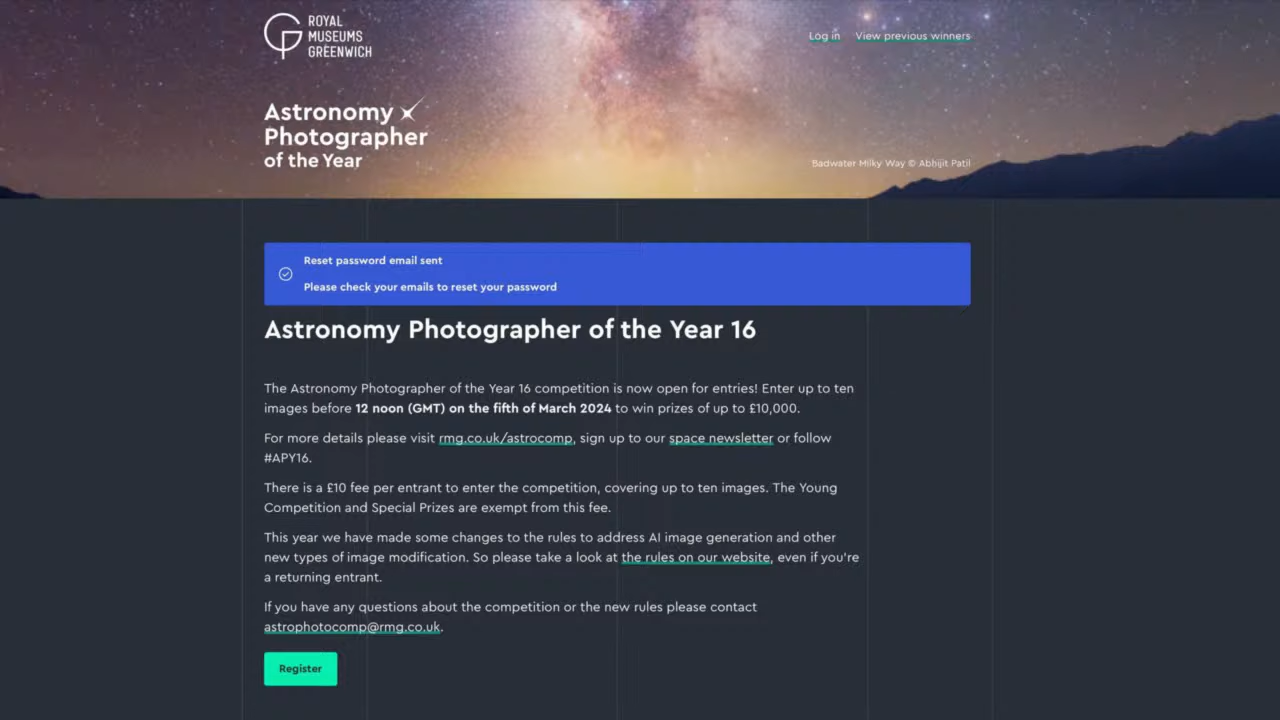 ROYAL
MUSEUMS
GREENWICH
Log in
View previous winners
Astronomy
Photographer
of the Year
Badwater Milky Way © Abhijit Patil
Reset password email sent
Please check your emails to reset your password
Astronomy Photographer of the Year 16
The Astronomy Photographer of the Year 16 competition is now open for entries! Enter up to ten
images before 12 noon (GMT) on the fifth of March 2024 to win prizes of up to £10,000.
For more details please visit rmg.co.uk/astrocomp, sign up to our space newsletter or follow
#APY16.
There is a £10 fee per entrant to enter the competition, covering up to ten images. The Young
Competition and Special Prizes are exempt from this fee.
This year we have made some changes to the rules to address AI image generation and other
new types of image modification. So please take a look at the rules on our website, even if you're
a returning entrant.
If you have any questions about the competition or the new rules please contact
astrophotocomp@rmg.co.uk.
Register